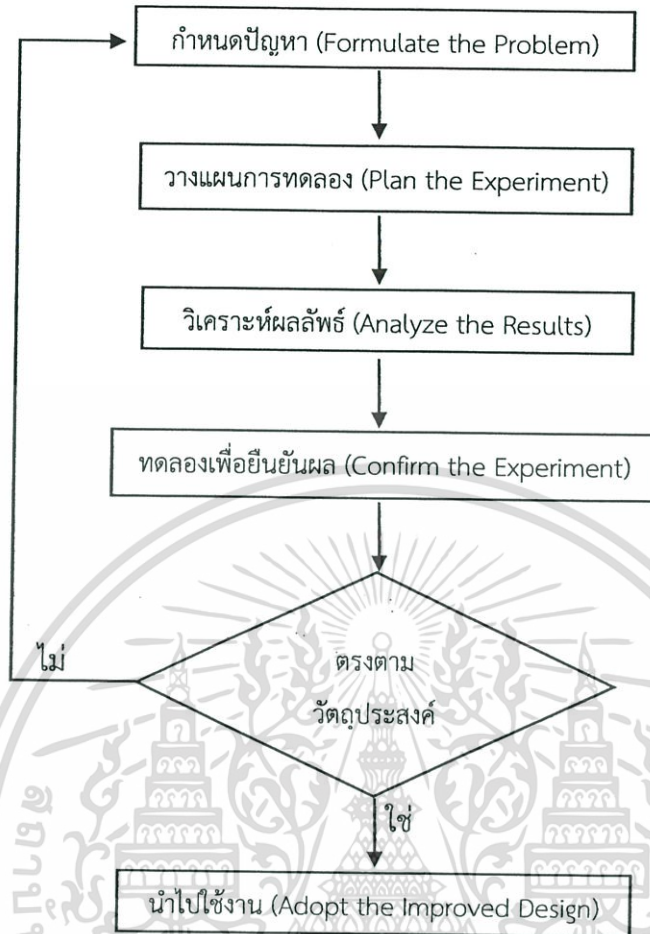 กำหนดปัญหา (Formulate the Problem)
วางแผนการทดลอง (Plan the Experiment)
วิเคราะห์ผลลัพธ์ (Analyze the Results)
ทดลองเพื่อยืนยันผล (Confirm the Experiment)
ไม่
ตรงตาม
วัตถุประสงค์
ใช่
นำไปใช้งาน (Adopt the Improved Design)